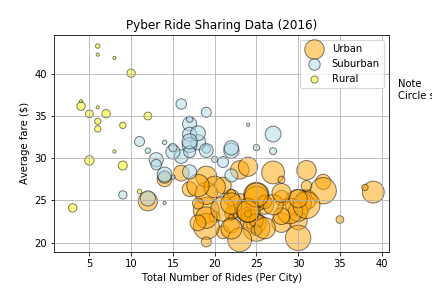 Pyber Ride Sharing Data (2016)
Urban
Suburban
Rural
Note
Circle s
Average fare ($)
40
35
30
25
20
5 10 15 20 25 30 35 40
Total Number of Rides (Per City)